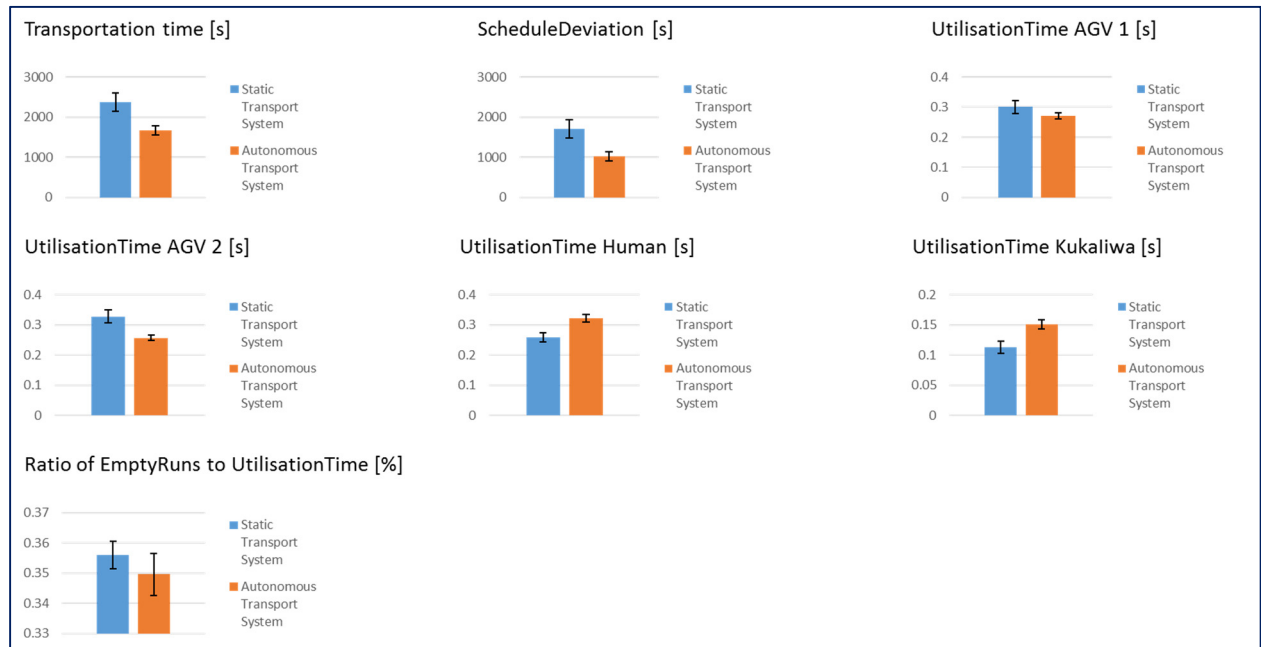 Transportation time [s]
3000
2000
1000
0
Static
Transport
System
Autonomous
Transport
System
ScheduleDeviation [s]
3000
2000
1000
0
Static
Transport
System
Autonomous
Transport
System
UtilisationTime AGV 1 [s]
0.4
0.3
0.2
0.1
0
Static
Transport
System
Autonomous
Transport
System
UtilisationTime AGV 2 [s]
0.4
0.3
0.2
0.1
0
Static
Transport
System
Autonomous
Transport
System
UtilisationTime Human [s]
0.4
0.3
0.2
0.1
0
Static
Transport
System
Autonomous
Transport
System
UtilisationTime KukaIiwa [s]
0.2
0.15
0.1
0.05
0
Static
Transport
System
Autonomous
Transport
System
Ratio of EmptyRuns to UtilisationTime [%]
0.37
0.36
0.35
0.34
0.33
Static
Transport
System
Autonomous
Transport
System